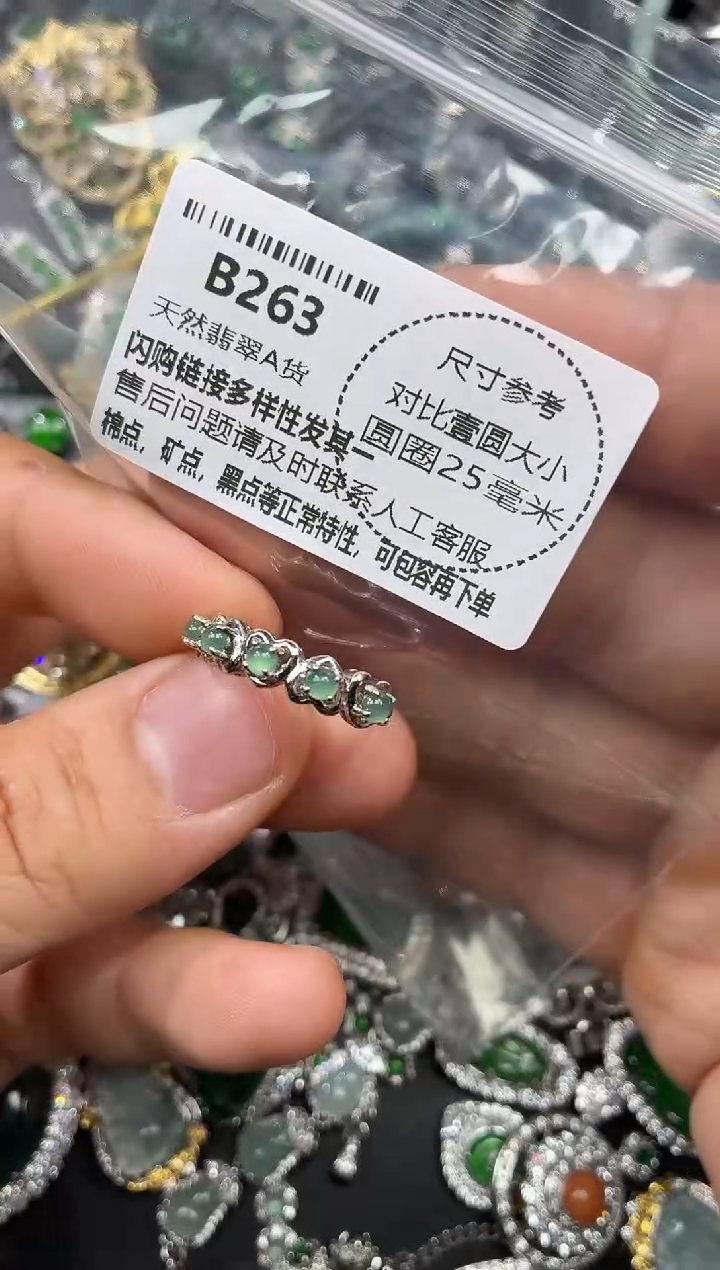 B263
天然翡翠A货
闪购链接多样性发其一
售后问题请及时联系人工客服
棉点，矿点，黑点等正常特性，可包容再下单
尺寸参考
对比壹圆大小
圆圈25毫米